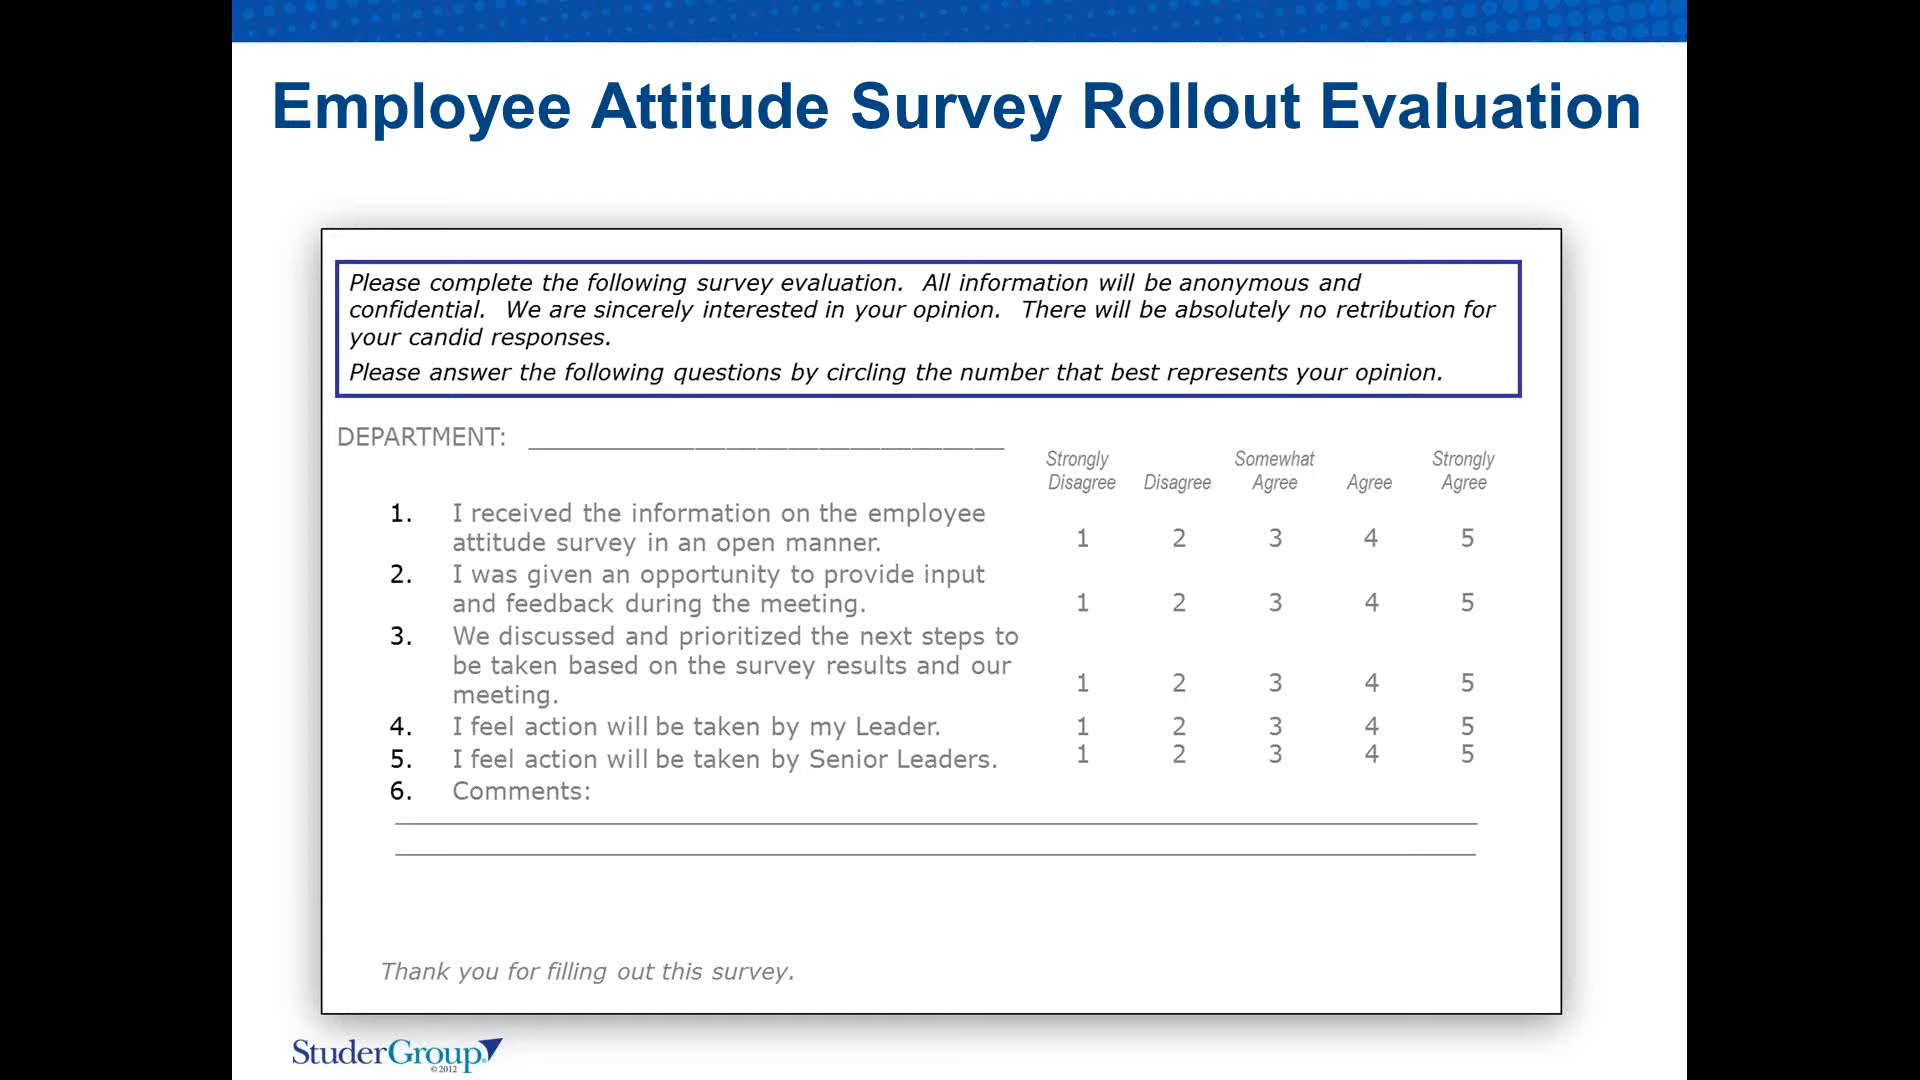 Employee Attitude Survey Rollout Evaluation
Please complete the following survey evaluation.  All information will be anonymous and
confidential.  We are sincerely interested in your opinion.  There will be absolutely no retribution for
your candid responses.
Please answer the following questions by circling the number that best represents your opinion.
DEPARTMENT: ______________________________
Strongly Disagree Disagree Somewhat Agree Agree Strongly Agree
1. I received the information on the employee
attitude survey in an open manner. 1 2 3 4 5
2. I was given an opportunity to provide input
and feedback during the meeting. 1 2 3 4 5
3. We discussed and prioritized the next steps to
be taken based on the survey results and our
meeting. 1 2 3 4 5
4. I feel action will be taken by my Leader. 1 2 3 4 5
5. I feel action will be taken by Senior Leaders. 1 2 3 4 5
6. Comments:
Thank you for filling out this survey.
StuderGroup
©2012